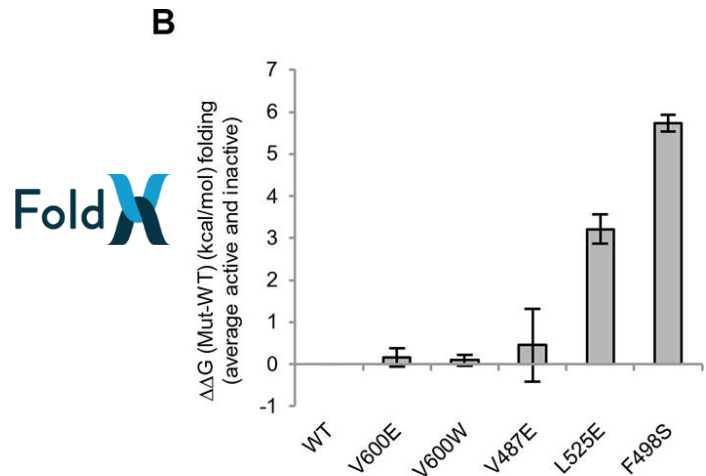 B
FoldX
ΔΔG (Mut-WT) (kcal/mol) folding
(average active and inactive)
7
6
5
4
3
2
1
0
-1
WT
V600E
V600W
V487E
L525E
F498S